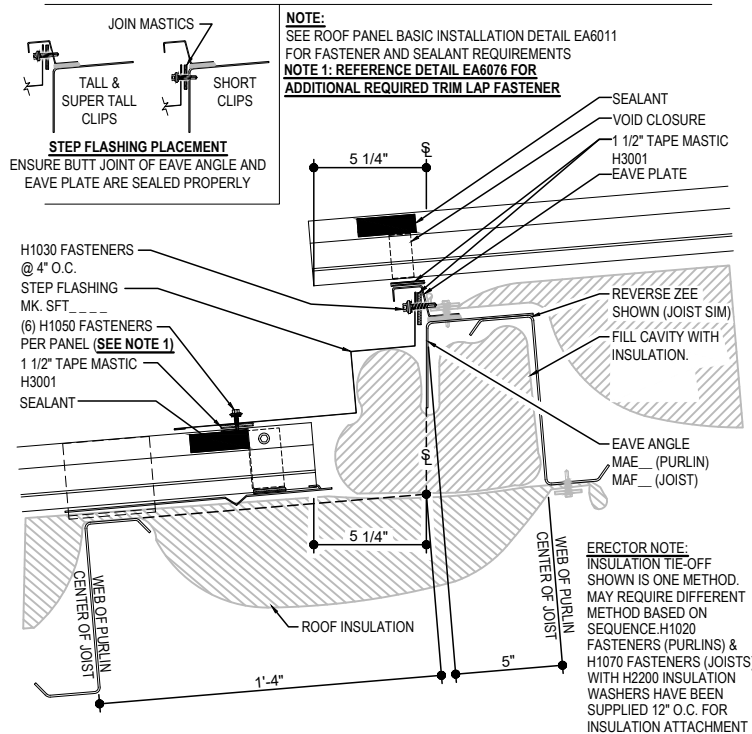 JOIN MASTICS
TALL &
SUPER TALL
CLIPS
SHORT
CLIPS
STEP FLASHING PLACEMENT
ENSURE BUTT JOINT OF EAVE ANGLE AND
EAVE PLATE ARE SEALED PROPERLY
NOTE:
SEE ROOF PANEL BASIC INSTALLATION DETAIL EA6011
FOR FASTENER AND SEALANT REQUIREMENTS
NOTE 1: REFERENCE DETAIL EA6076 FOR
ADDITIONAL REQUIRED TRIM LAP FASTENER
SEALANT
VOID CLOSURE
1 1/2" TAPE MASTIC
H3001
EAVE PLATE
5 1/4"
H1030 FASTENERS
@ 4" O.C.
STEP FLASHING
MK. SFT_ _ _ _
(6) H1050 FASTENERS
PER PANEL (SEE NOTE 1)
1 1/2" TAPE MASTIC
H3001
SEALANT
REVERSE ZEE
SHOWN (JOIST SIM)
FILL CAVITY WITH
INSULATION.
EAVE ANGLE
MAE__ (PURLIN)
MAF__ (JOIST)
5 1/4"
WEB OF PURLIN
CENTER OF JOIST
ROOF INSULATION
WEB OF PURLIN
CENTER OF JOIST
1'-4"
5"
ERECTOR NOTE:
INSULATION TIE-OFF
SHOWN IS ONE METHOD.
MAY REQUIRE DIFFERENT
METHOD BASED ON
SEQUENCE.H1020
FASTENERS (PURLINS) &
H1070 FASTENERS (JOISTS)
WITH H2200 INSULATION
WASHERS HAVE BEEN
SUPPLIED 12" O.C. FOR
INSULATION ATTACHMENT